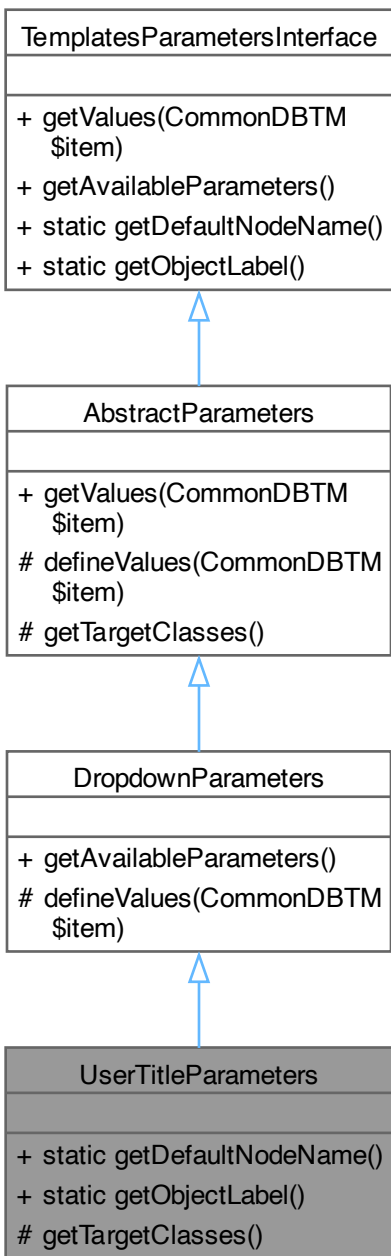 TemplatesParametersInterface
+ getValues(CommonDBTM
$item)
+ getAvailableParameters()
+ static getDefaultNodeName()
+ static getObjectLabel()
AbstractParameters
+ getValues(CommonDBTM
$item)
# defineValues(CommonDBTM
$item)
# getTargetClasses()
DropdownParameters
+ getAvailableParameters()
# defineValues(CommonDBTM
$item)
UserTitleParameters
+ static getDefaultNodeName()
+ static getObjectLabel()
# getTargetClasses()